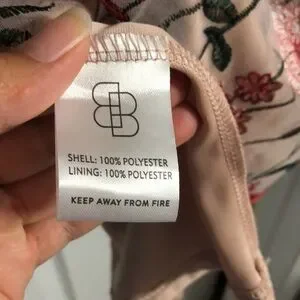 SHELL: 100% POLYESTER
LINING: 100% POLYESTER
KEEP AWAY FROM FIRE